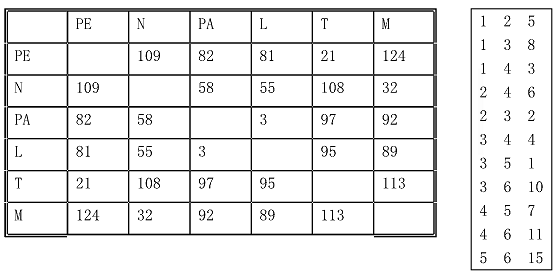 PE N PA L T M
PE 109 82 81 21 124
N 109 58 55 108 32
PA 82 58 3 97 92
L 81 55 3 95 89
T 21 108 97 95 113
M 124 32 92 89 113
1 2 5
1 3 8
1 4 3
2 4 6
2 3 2
3 4 4
3 5 1
3 6 10
4 5 7
4 6 11
5 6 15